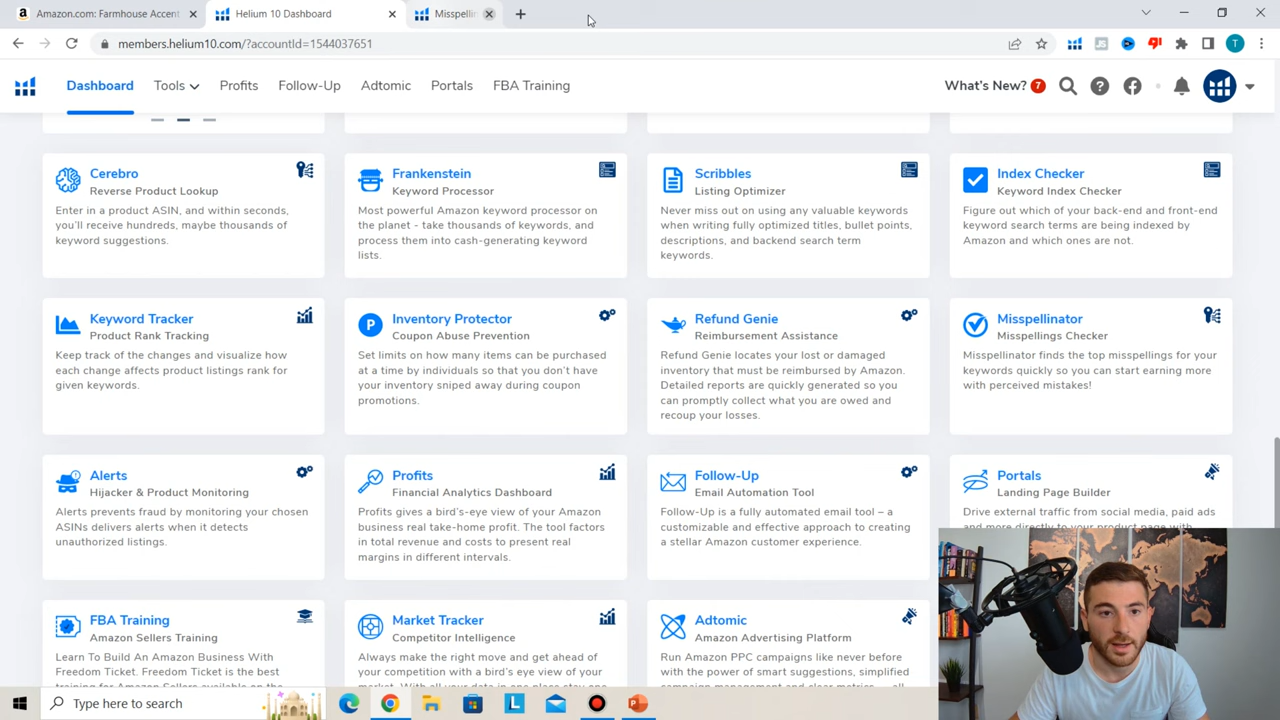 Amazon.com: Farmhouse Accent
Helium 10 Dashboard
Misspellin
members.helium10.com/?accountId=1544037651
T
Dashboard
Tools
Profits
Follow-Up
Adtomic
Portals
FBA Training
What's New? 7
Cerebro
Reverse Product Lookup
Enter in a product ASIN, and within seconds,
you'll receive hundreds, maybe thousands of
keyword suggestions.
Frankenstein
Keyword Processor
Most powerful Amazon keyword processor on
the planet - take thousands of keywords, and
process them into cash-generating keyword
lists.
Scribbles
Listing Optimizer
Never miss out on using any valuable keywords
when writing fully optimized titles, bullet points,
descriptions, and backend search term
keywords.
Index Checker
Keyword Index Checker
Figure out which of your back-end and front-end
keyword search terms are being indexed by
Amazon and which ones are not.
Keyword Tracker
Product Rank Tracking
Keep track of the changes and visualize how
each change affects product listings rank for
given keywords.
P
Inventory Protector
Coupon Abuse Prevention
Set limits on how many items can be purchased
at a time by individuals so that you don't have
your inventory sniped away during coupon
promotions.
Refund Genie
Reimbursement Assistance
Refund Genie locates your lost or damaged
inventory that must be reimbursed by Amazon.
Detailed reports are quickly generated so you
can promptly collect what you are owed and
recoup your losses.
Misspellinator
Misspellings Checker
Misspellinator finds the top misspellings for your
keywords quickly so you can start earning more
with perceived mistakes!
Alerts
Hijacker & Product Monitoring
Alerts prevents fraud by monitoring your chosen
ASINs delivers alerts when it detects
unauthorized listings.
Profits
Financial Analytics Dashboard
Profits gives a bird's-eye view of your Amazon
business real take-home profit. The tool factors
in total revenue and costs to present real
margins in different intervals.
Follow-Up
Email Automation Tool
Follow-Up is a fully automated email tool – a
customizable and effective approach to creating
a stellar Amazon customer experience.
Portals
Landing Page Builder
Drive external traffic from social media, paid ads
and more directly to your product page with
FBA Training
Amazon Sellers Training
Learn To Build An Amazon Business With
Freedom Ticket. Freedom Ticket is the best
Market Tracker
Competitor Intelligence
Always make the right move and get ahead of
your competition. With all your data in one place stay one
Adtomic
Amazon Advertising Platform
Run Amazon PPC campaigns like never before
with the power of smart suggestions, simplified
Type here to search